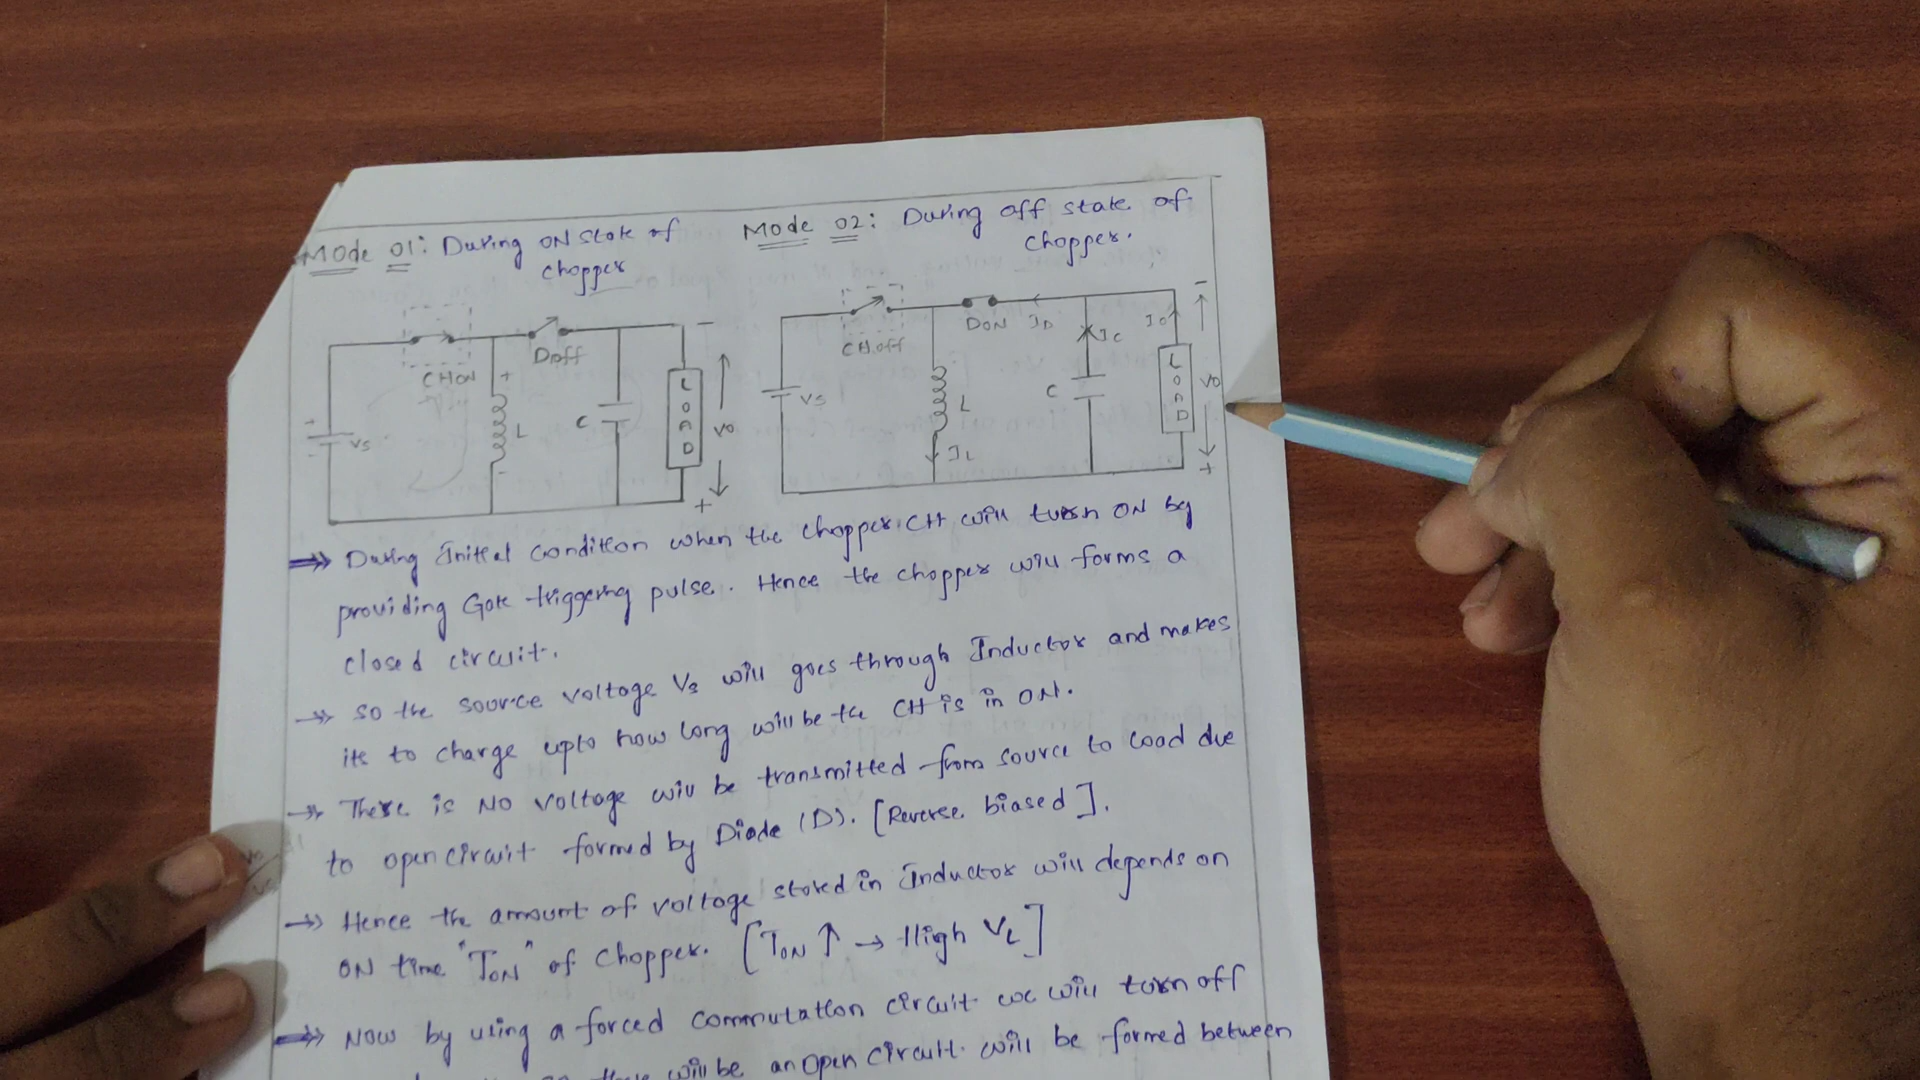 Mode 01: During ON State of
chopper
Mode 02: During off state of
chopper.
CHON
Doff
+
L
-
+
Vs
-
C
LOAD
-
Vo
+
CH off
DON
ID
IC
IO
Vs
L
IL
C
LOAD
-
Vo
+
⇒ During Initial Condition when the chopper CH will turn ON by
providing Gate triggering pulse. Hence the chopper will forms a
closed circuit.
→ so the source voltage Vs will goes through Inductor and makes
its to charge upto how long will be the CH is in ON.
→ There is No voltage will be transmitted from source to load due
to open circuit formed by Diode (D). [Reverse biased].
→ Hence the amount of voltage stored in Inductor will depends on
ON time "TON" of Chopper. [TON ↑ → High VL]
⇒ Now by using a forced commutation circuit we will turn off
will be an open circuit will be formed between